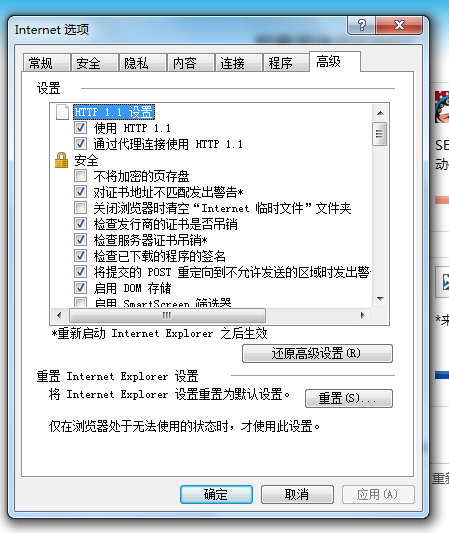 Internet 选项
常规 安全 隐私 内容 连接 程序 高级
设置
HTTP 1.1 设置
使用 HTTP 1.1
通过代理连接使用 HTTP 1.1
安全
不将加密的页存盘
对证书地址不匹配发出警告*
关闭浏览器时清空“Internet 临时文件”文件夹
检查发行商的证书是否吊销
检查服务器证书吊销*
检查已下载的程序的签名
将提交的 POST 重定向到不允许发送的区域时发出警
启用 DOM 存储
启用 SmartScreen 筛选器
*重新启动 Internet Explorer 之后生效
还原高级设置(R)
重置 Internet Explorer 设置
将 Internet Explorer 设置重置为默认设置。
重置(S)...
仅在浏览器处于无法使用的状态时，才使用此设置。
确定 取消 应用(A)
SE
动
*来
重新